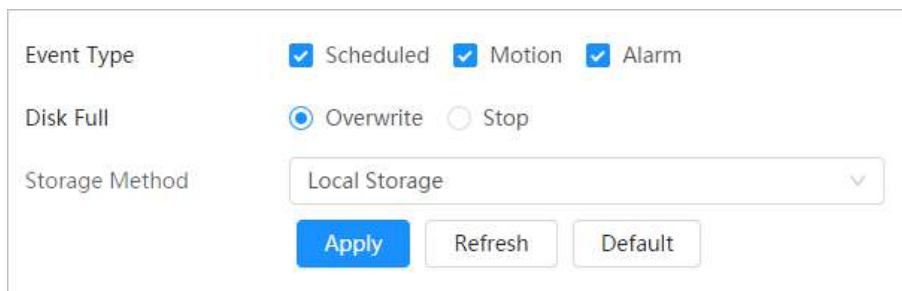 Event Type Scheduled Motion Alarm
Disk Full Overwrite Stop
Storage Method Local Storage
Apply Refresh Default